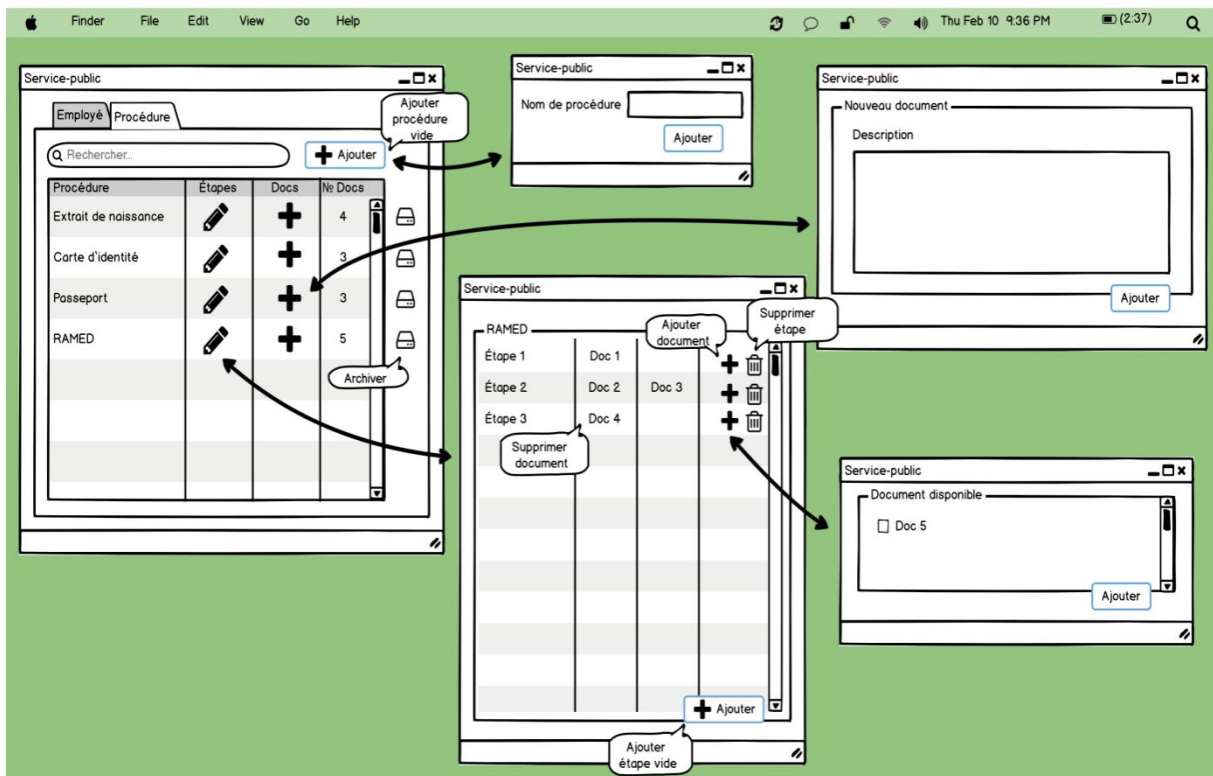 Finder File Edit View Go Help Thu Feb 10 9:36 PM (2:37)
Service-public
Employé Procédure
Ajouter
procédure
vide
Rechercher...
Ajouter
Procédure Étapes Docs № Docs
Extrait de naissance 4
Carte d'identité 3
Passeport 3
RAMED 5
Archiver
Service-public
Nom de procédure
Ajouter
Service-public
Nouveau document
Description
Ajouter
Service-public
RAMED
Ajouter
document
Supprimer
étape
Étape 1 Doc 1
Étape 2 Doc 2 Doc 3
Étape 3 Doc 4
Supprimer
document
Ajouter
Ajouter
étape vide
Service-public
Document disponible
Doc 5
Ajouter